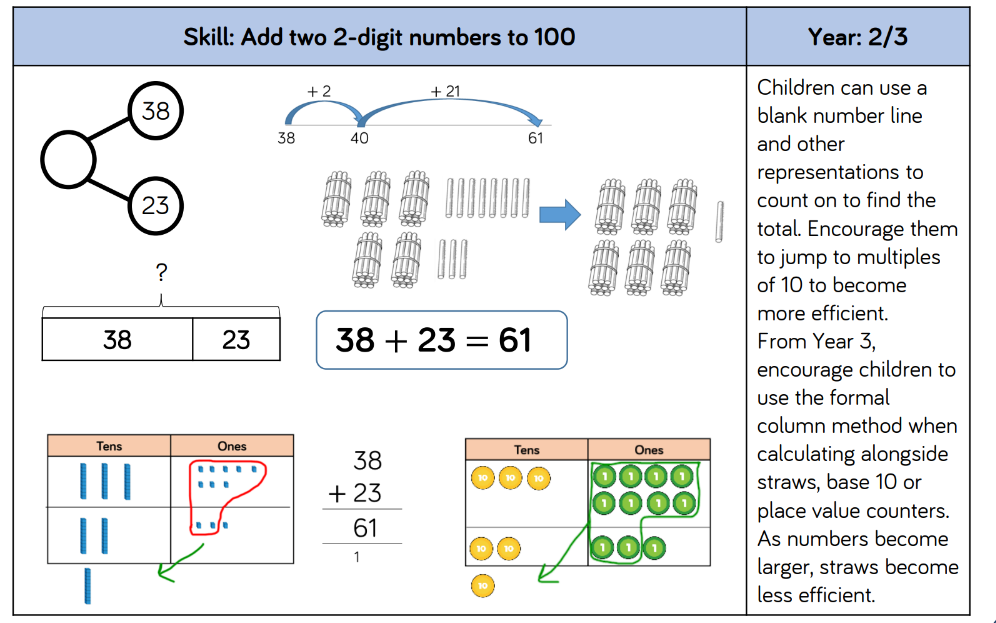 Skill: Add two 2-digit numbers to 100
Year: 2/3
38
23
+ 2
+ 21
38
40
61
?
38
23
38 + 23 = 61
Tens
Ones
38
+ 23
61
1
Tens
Ones
10 10 10
1 1 1 1
1 1 1 1
10 10
1 1 1
10
Children can use a
blank number line
and other
representations to
count on to find the
total. Encourage them
to jump to multiples
of 10 to become
more efficient.
From Year 3,
encourage children to
use the formal
column method when
calculating alongside
straws, base 10 or
place value counters.
As numbers become
larger, straws become
less efficient.